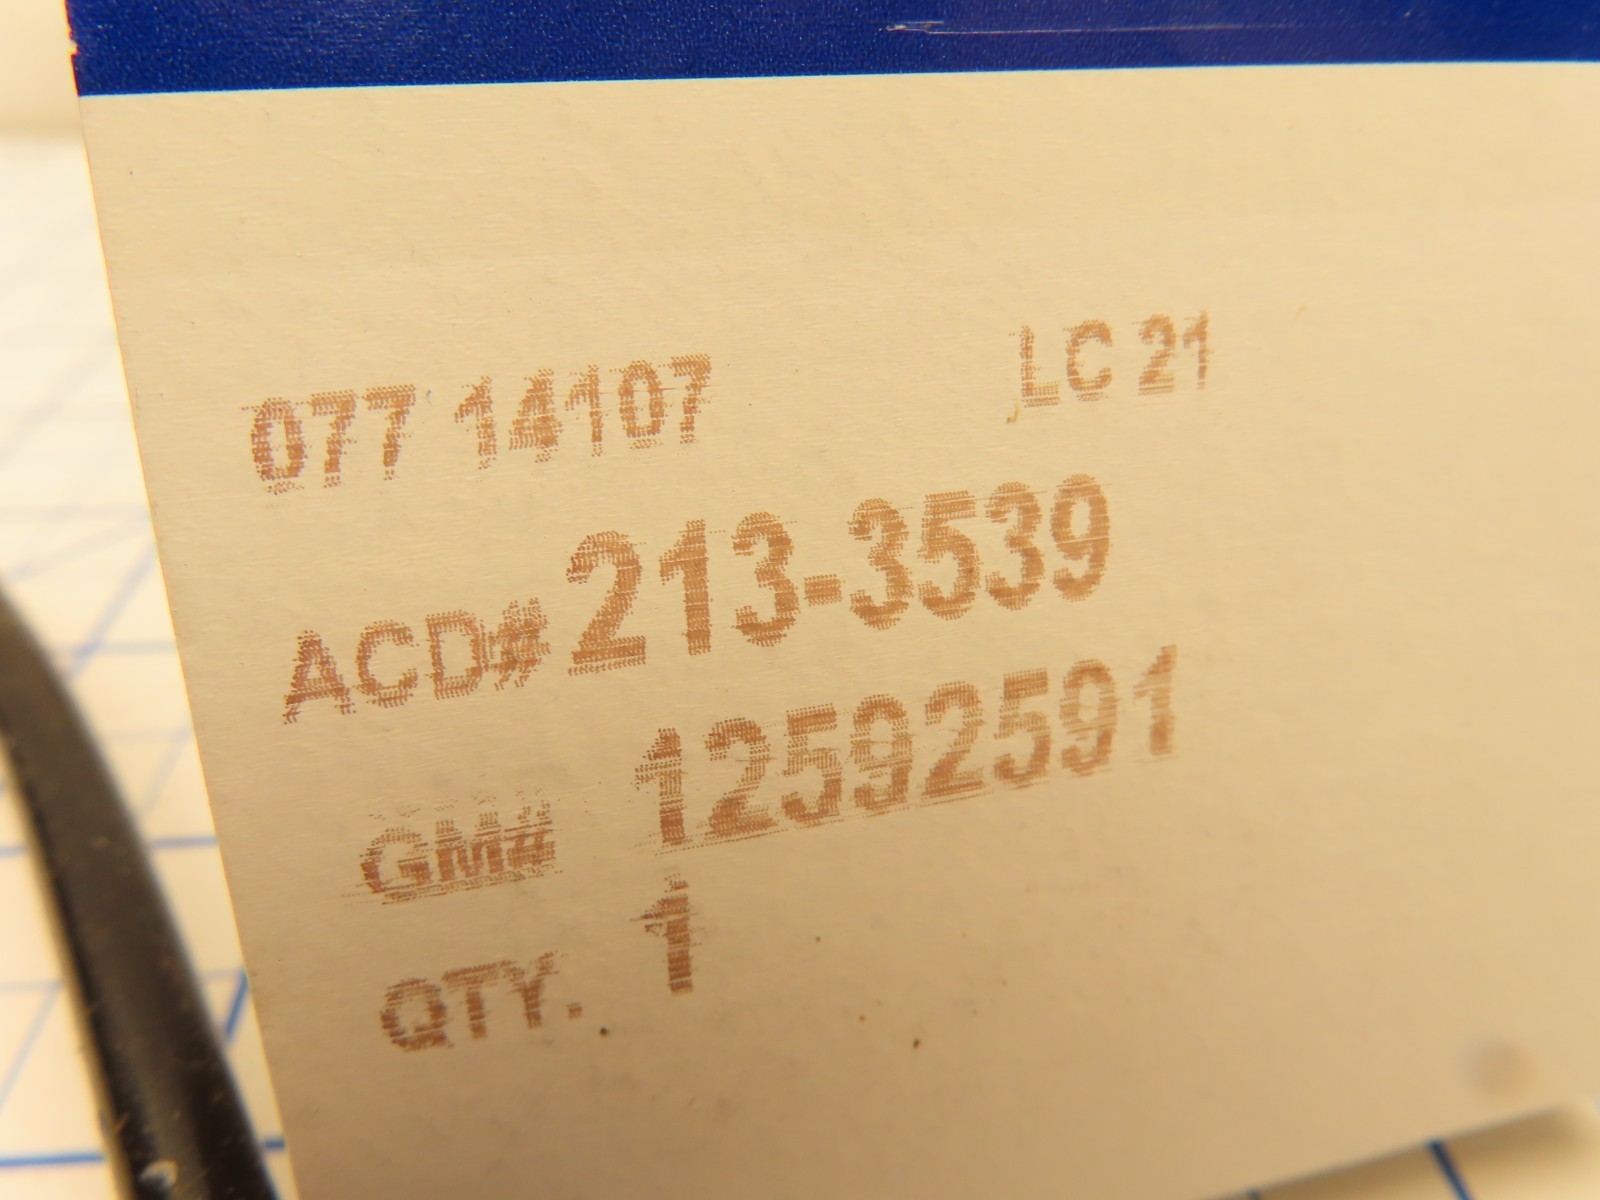 077 14107 LC 21
ACD# 213-3539
GM# 12592591
QTY. 1